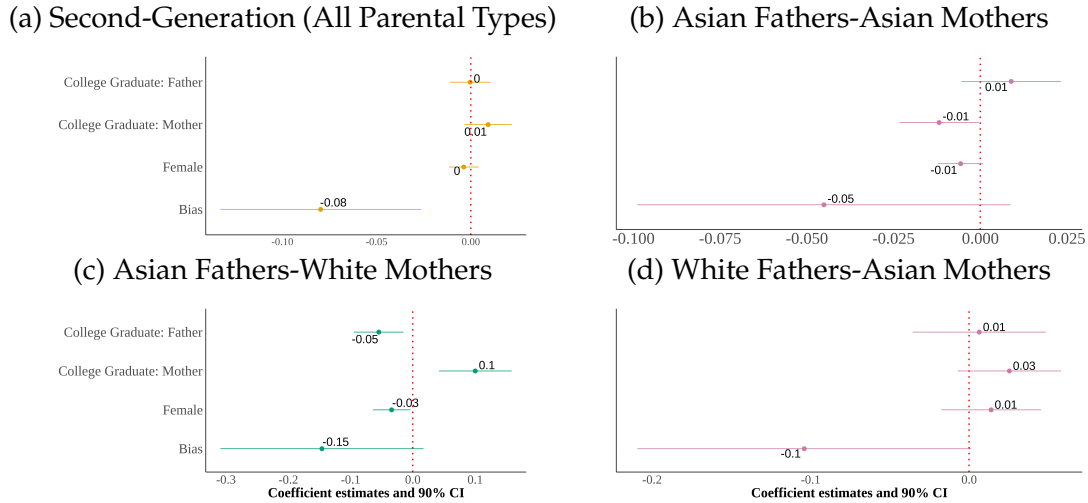 (a) Second-Generation (All Parental Types)
College Graduate: Father
0
College Graduate: Mother
0.01
Female
0
Bias
-0.08
-0.10 -0.05 0.00
(b) Asian Fathers-Asian Mothers
0.01
-0.01
-0.01
-0.05
-0.100 -0.075 -0.050 -0.025 0.000 0.025
(c) Asian Fathers-White Mothers
College Graduate: Father
-0.05
College Graduate: Mother
0.1
Female
-0.03
Bias
-0.15
-0.3 -0.2 -0.1 0.0 0.1
Coefficient estimates and 90% CI
(d) White Fathers-Asian Mothers
0.01
0.03
0.01
-0.1
-0.2 -0.1 0.0
Coefficient estimates and 90% CI